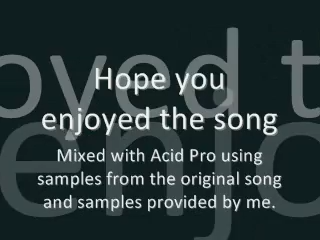 Hope you
enjoyed the song
Mixed with Acid Pro using
samples from the original song
and samples provided by me.